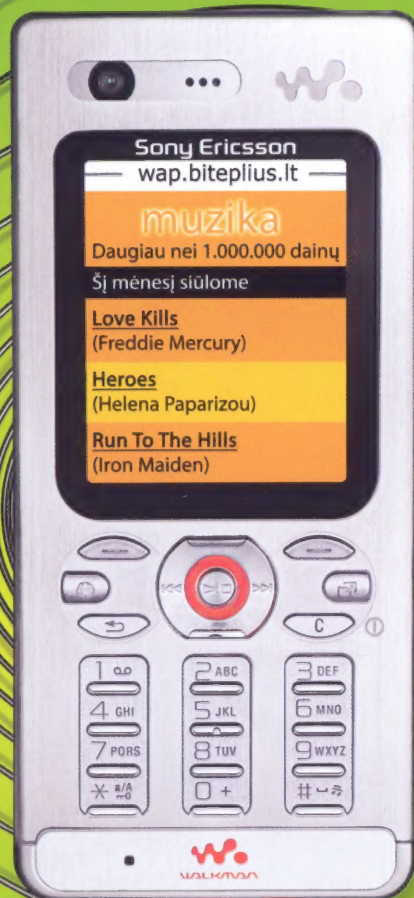 Sony Ericsson
wap.biteplius.lt
muzika
Daugiau nei 1.000.000 dainų
Šį mėnesį siūlome
Love Kills
(Freddie Mercury)
Heroes
(Helena Paparizou)
Run To The Hills
(Iron Maiden)
C
1 2 ABC 3 DEF
4 GHI 5 JKL 6 MNO
7 PQRS 8 TUV 9 WXYZ
* a/A 0 + #
WALKMAN